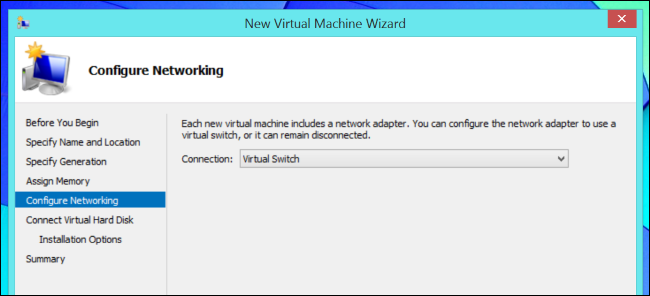 New Virtual Machine Wizard
Configure Networking
Before You Begin
Specify Name and Location
Specify Generation
Assign Memory
Configure Networking
Connect Virtual Hard Disk
Installation Options
Summary
Each new virtual machine includes a network adapter. You can configure the network adapter to use a
virtual switch, or it can remain disconnected.
Connection: Virtual Switch